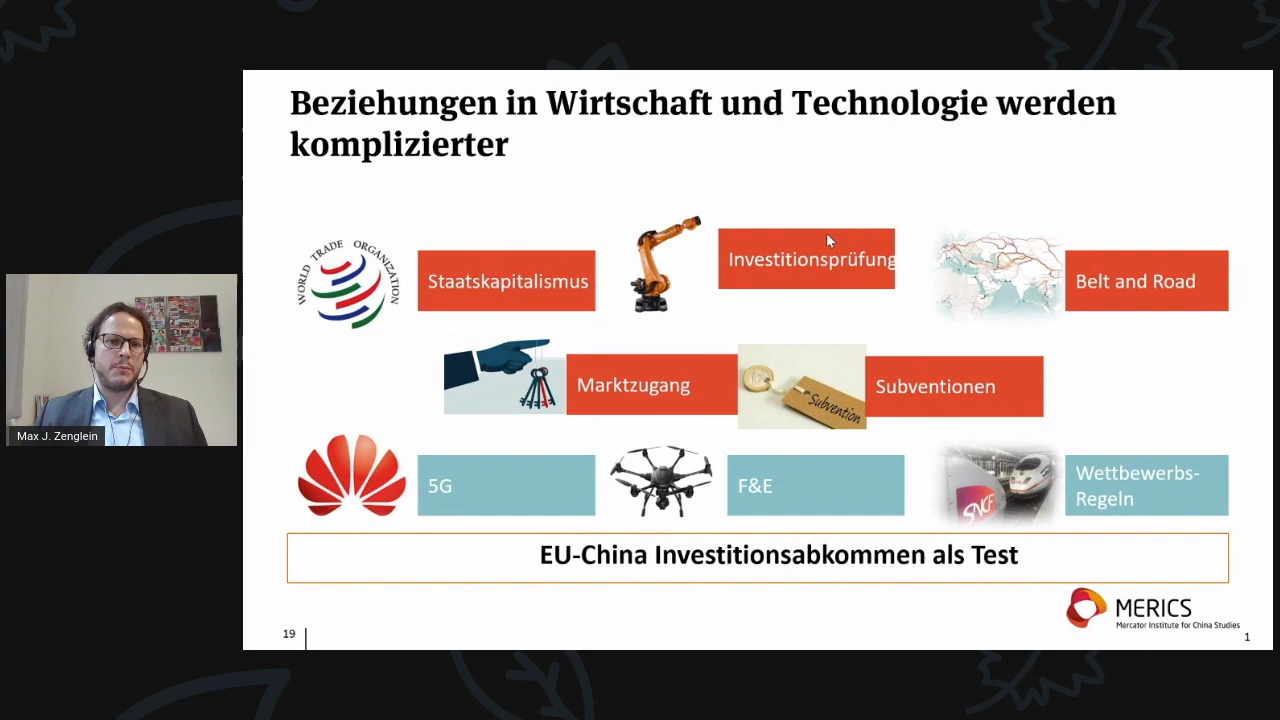 Beziehungen in Wirtschaft und Technologie werden
komplizierter
WORLD TRADE ORGANIZATION
Staatskapitalismus
Investitionsprüfung
Belt and Road
Marktzugang
Subvention
Subventionen
Max J. Zenglein
5G
F&E
SNCF
Wettbewerbs-
Regeln
EU-China Investitionsabkommen als Test
MERICS
Mercator Institute for China Studies
19
1